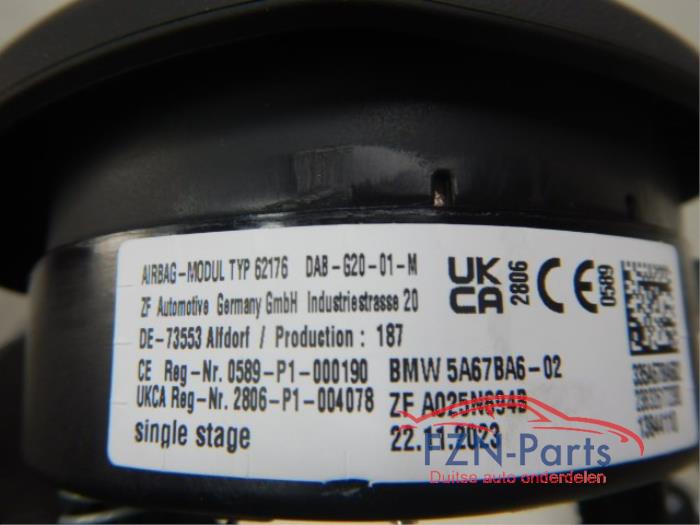 AIRBAG-MODUL TYP 62176 DAB-G20-01-M
ZF Automotive Germany GmbH Industriestrasse 20
DE-73553 Alfdorf / Production : 187
CE Reg-Nr. 0589-P1-000190 BMW 5A67BA6-02
UKCA Reg-Nr. 2806-P1-004078 ZF A025N894B
single stage 22.11.2023
UK
CA
2806
CE
0589
FZN-Parts
Duitse auto onderdelen